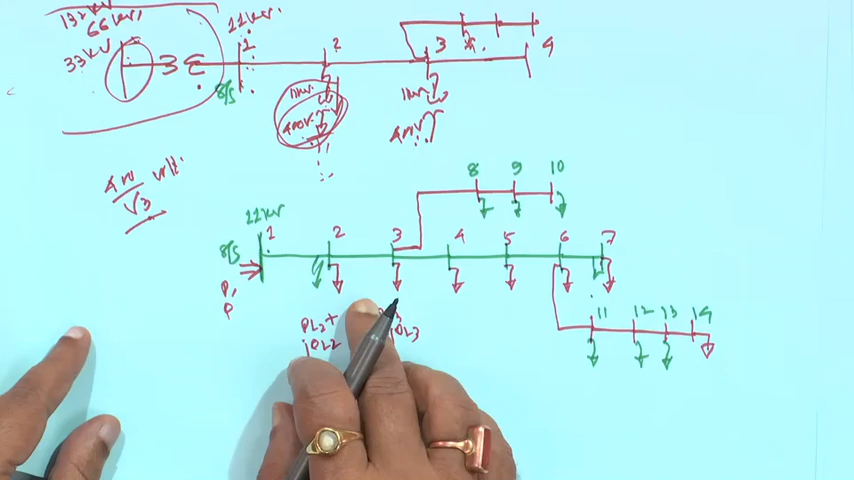 132kV
66kV.
33kV
11kV.
1
2
3
4
S/S
11kV
400V.
11kV
400V
400/√3 volt.
11kV
S/S
1
2
3
4
5
6
7
8
9
10
11
12
13
14
P,
PL2+
jQL2